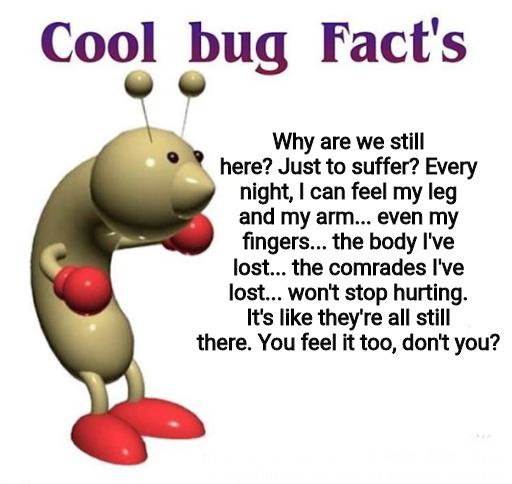 Cool bug Fact's
Why are we still
here? Just to suffer? Every
night, I can feel my leg
and my arm... even my
fingers... the body I've
lost... the comrades I've
lost... won't stop hurting.
It's like they're all still
there. You feel it too, don't you?